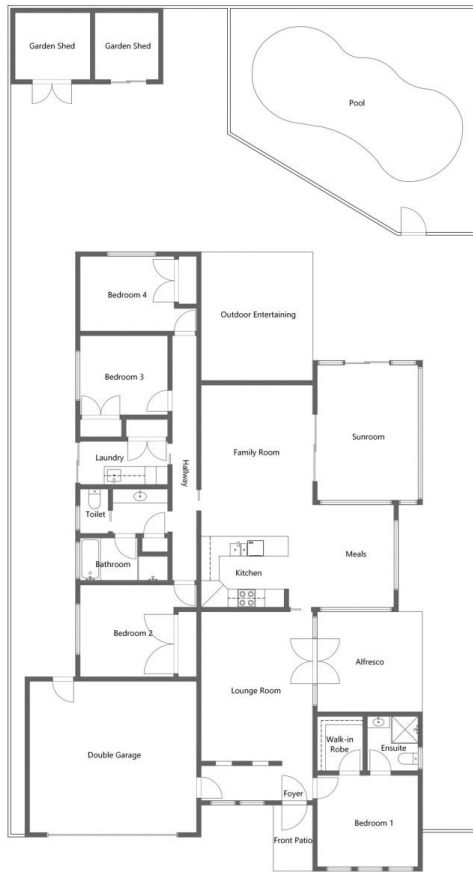 Garden Shed
Garden Shed
Pool
Bedroom 4
Outdoor Entertaining
Bedroom 3
Sunroom
Family Room
Laundry
Hallway
Toilet
Meals
Bathroom
Kitchen
Bedroom 2
Alfresco
Lounge Room
Walk-in
Robe
Ensuite
Double Garage
Foyer
Bedroom 1
Front Patio